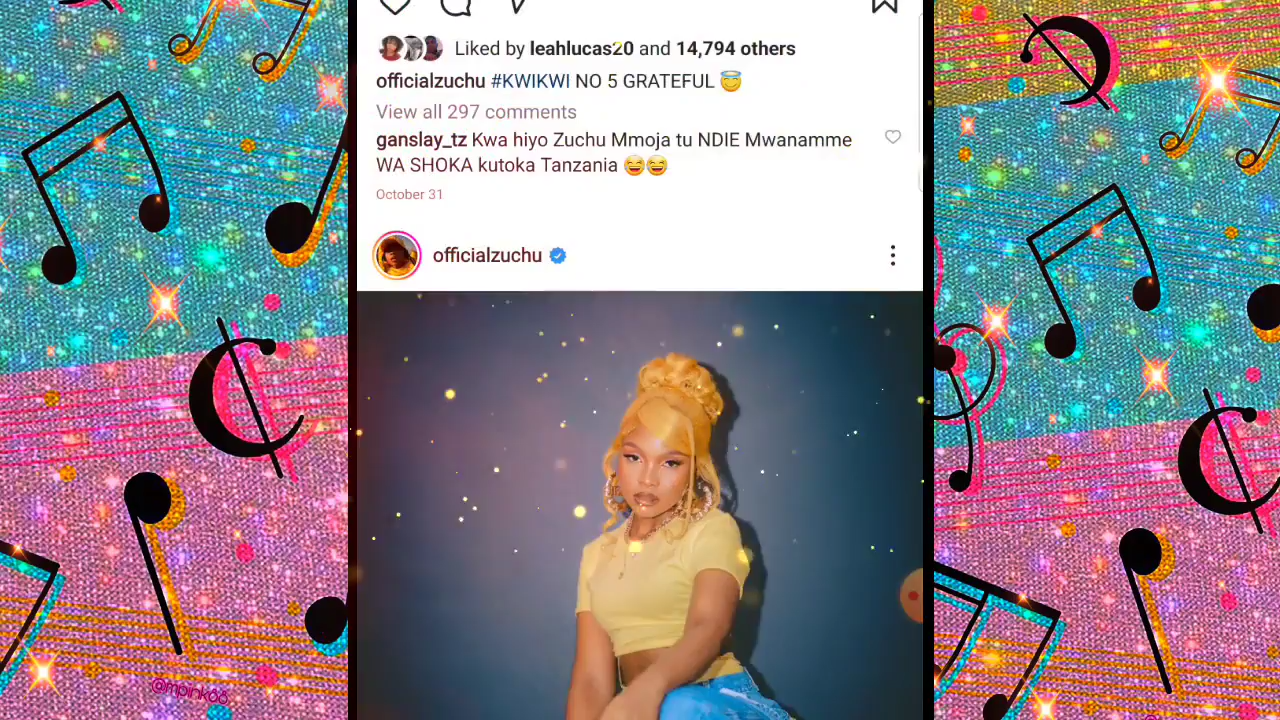 Liked by leahlucas20 and 14,794 others
officialzuchu #KWIKWI NO 5 GRATEFUL 😇
View all 297 comments
ganslay_tz Kwa hiyo Zuchu Mmoja tu NDIE Mwanamme
WA SHOKA kutoka Tanzania 😅😅
October 31
officialzuchu
@mpink68